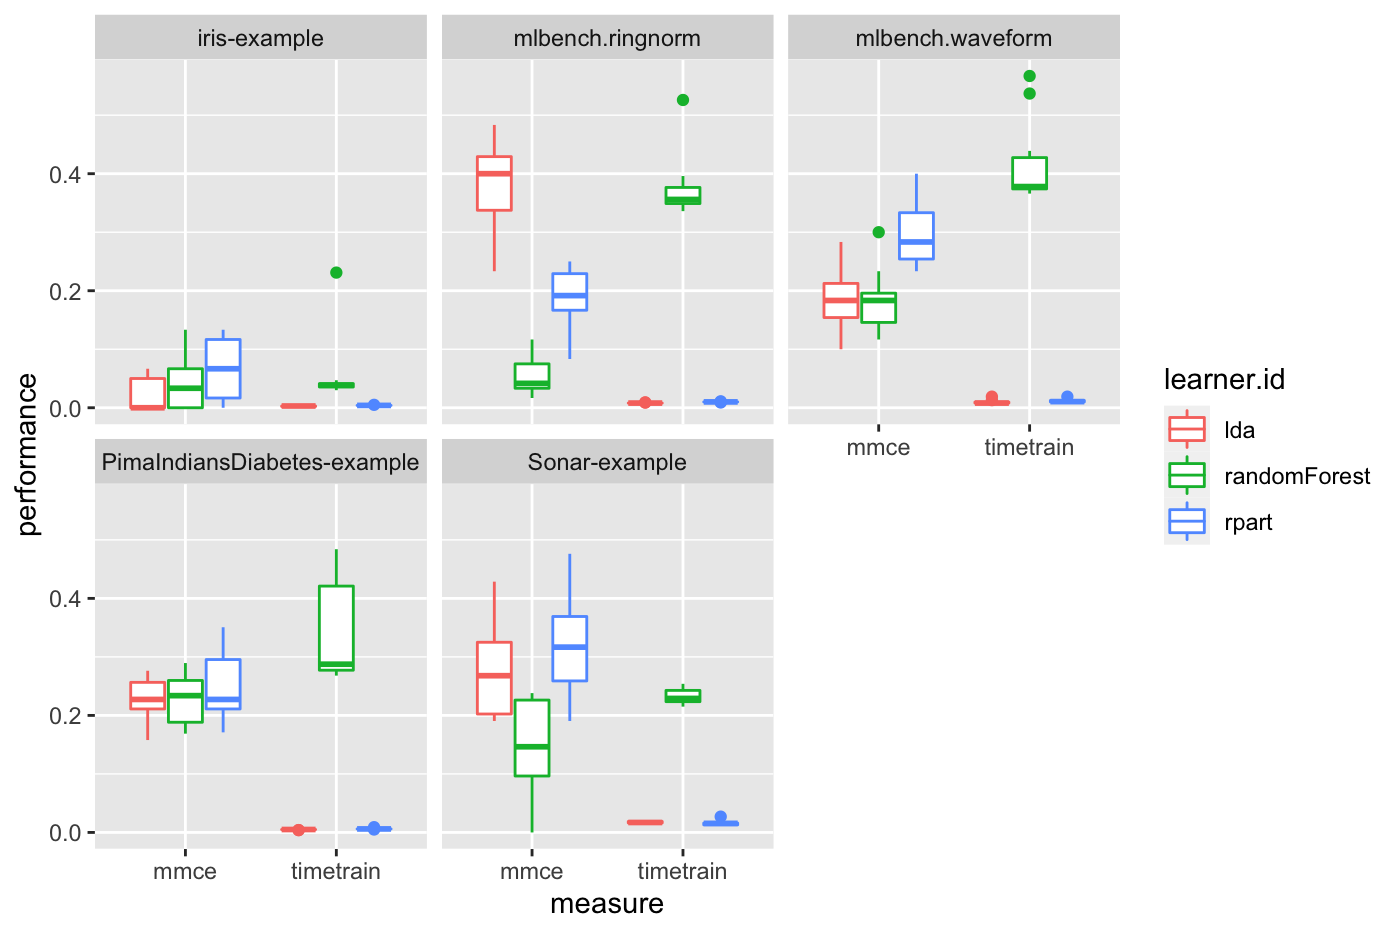 iris-example
mlbench.ringnorm
mlbench.waveform
0.4
0.2
0.0
mmce
timetrain
PimaIndiansDiabetes-example
Sonar-example
0.4
0.2
0.0
mmce
timetrain
mmce
timetrain
measure
performance
learner.id
lda
randomForest
rpart